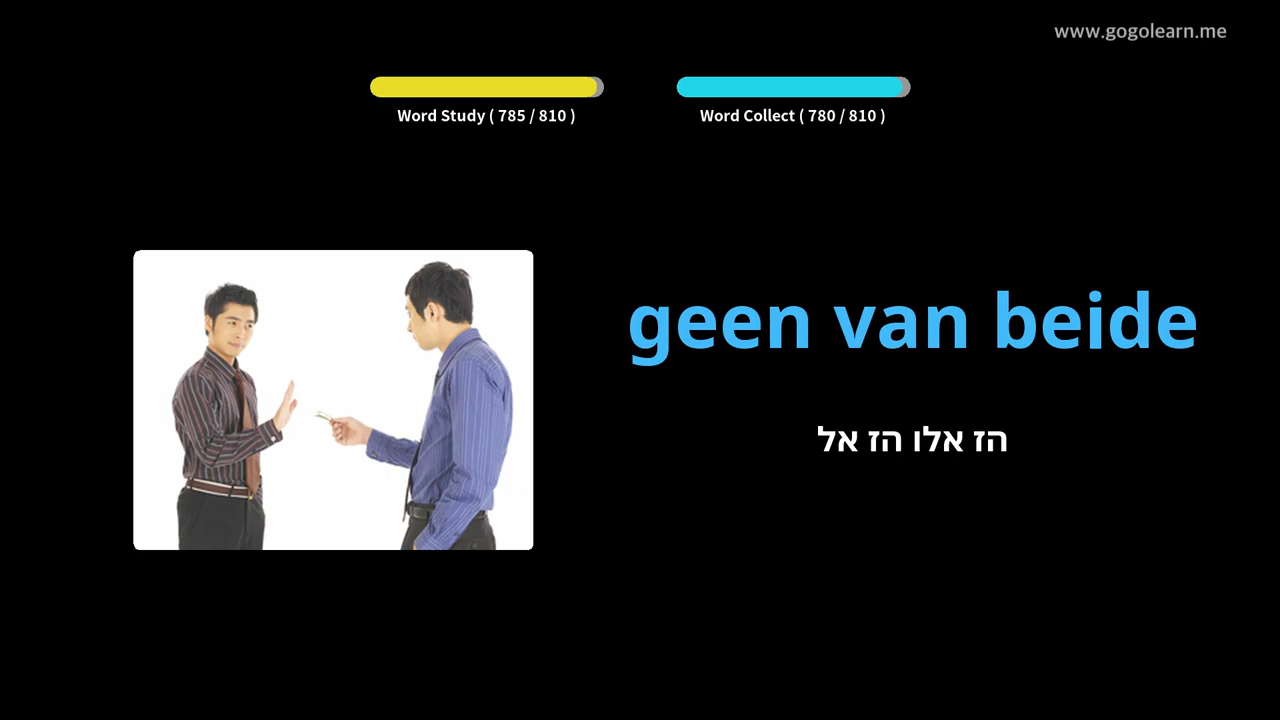 www.gogolearn.me
Word Study ( 785 / 810 )
Word Collect ( 780 / 810 )
geen van beide
הז אלו הז אל